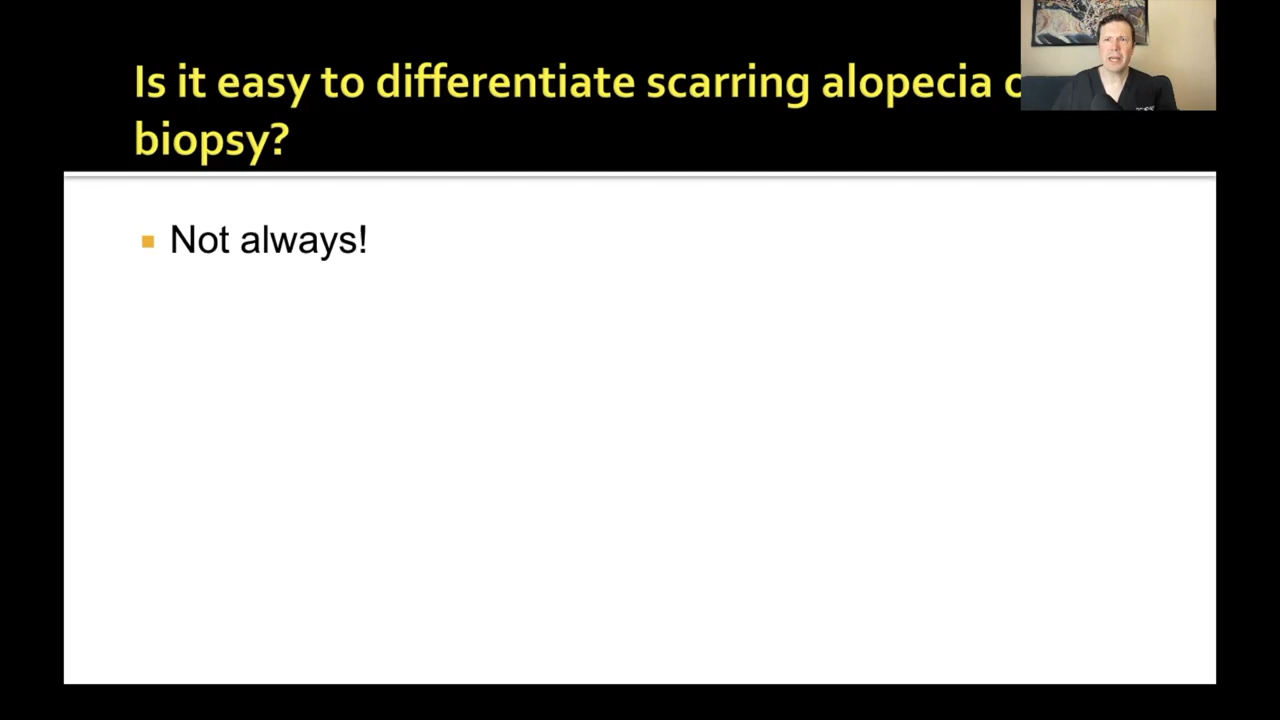 Is it easy to differentiate scarring alopecia
biopsy?
Not always!